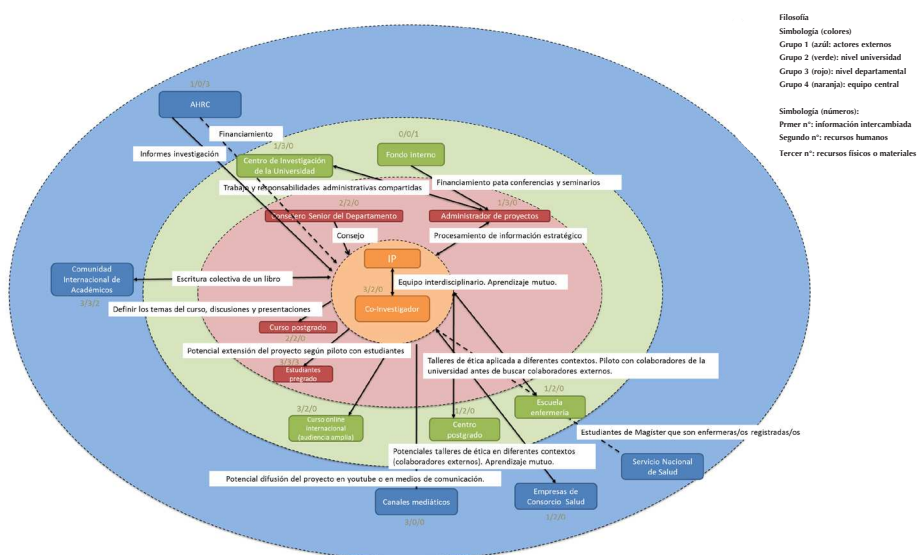 Filosofía
Simbología (colores)
Grupo 1 (azúl: actores externos
Grupo 2 (verde): nivel universidad
Grupo 3 (rojo): nivel departamental
Grupo 4 (naranja): equipo central
Simbología (números):
Prmer nº: información intercambiada
Segundo nº: recursos humanos
Tercer nº: recursos físicos o materiales
1/0/3
AHRC
Financiamiento
Informes investigación
0/0/1
Fondo Interno
1/3/0
Centro de Investigación
de la Universidad
Financiamiento pata conferencias y seminarios
Trabajo y responsabilidades administrativas compartidas
2/2/0
Consejero Senior del Departamento
1/3/0
Administrador de proyectos
Consejo
Procesamiento de información estratégico
IP
Comunidad
Internacional de
Académicos
3/3/2
Escritura colectiva de un libro
Equipo interdisciplinario. Aprendizaje mutuo.
3/2/0
Co-Investigador
Definir los temas del curso, discusiones y presentaciones
Curso postgrado
2/2/0
Potencial extensión del proyecto según piloto con estudiantes
Estudiantes
pregrado
Talleres de ética aplicada a diferentes contextos. Piloto con colaboradores de la
universidad antes de buscar colaboradores externos.
1/2/0
Escuela
enfermería
3/2/0
Curso online
Internacional
(audiencia amplia)
1/2/0
Centro
postgrado
Estudiantes de Magíster que son enfermeras/os registradas/os
Potenciales talleres de ética en diferentes contextos
(colaboradores externos). Aprendizaje mutuo.
Servicio Nacional
de Salud
Potencial difusión del proyecto en youtube o en medios de comunicación.
Canales mediáticos
Empresas de
Consorcio Salud
1/2/0